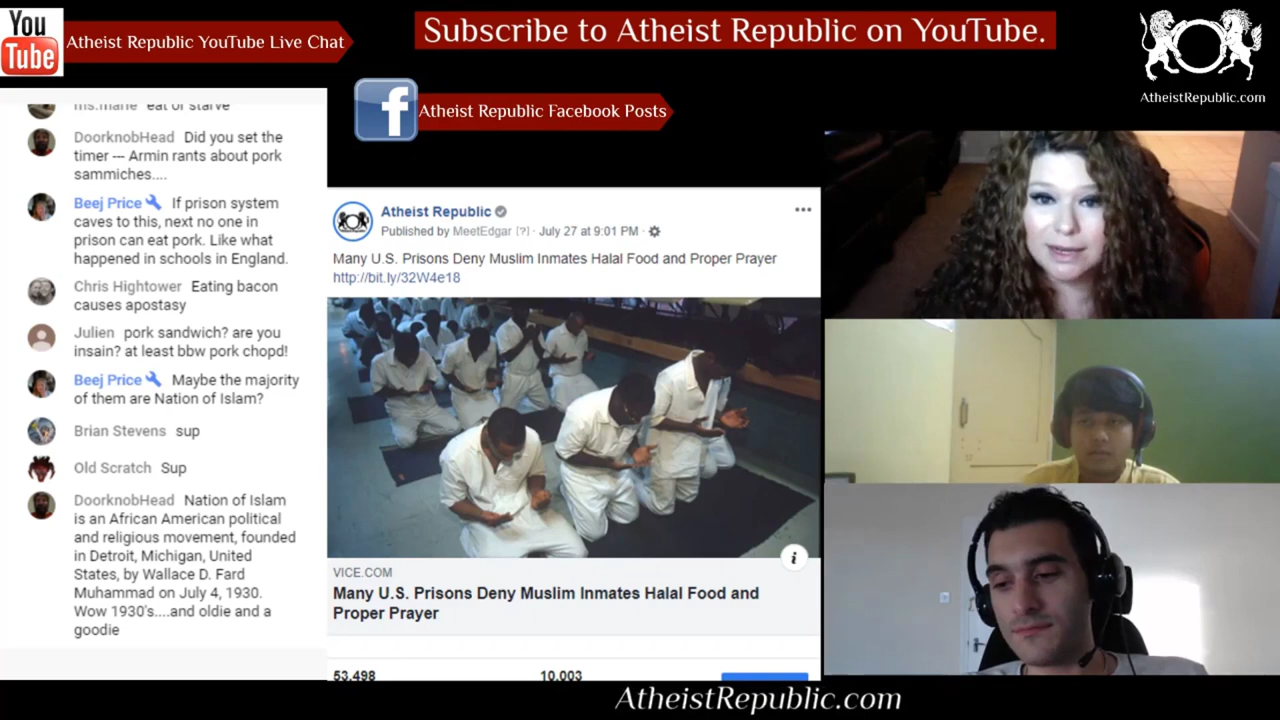 You
Tube
Atheist Republic YouTube Live Chat
Subscribe to Atheist Republic on YouTube.
AtheistRepublic.com
f
Atheist Republic Facebook Posts
ms.marie eat or starve
DoorknobHead Did you set the
timer --- Armin rants about pork
sammiches....
Beej Price If prison system
caves to this, next no one in
prison can eat pork. Like what
happened in schools in England.
Chris Hightower Eating bacon
causes apostasy
Julien pork sandwich? are you
insain? at least bbw pork chopd!
Beej Price Maybe the majority
of them are Nation of Islam?
Brian Stevens sup
Old Scratch Sup
DoorknobHead Nation of Islam
is an African American political
and religious movement, founded
in Detroit, Michigan, United
States, by Wallace D. Fard
Muhammad on July 4, 1930.
Wow 1930's....and oldie and a
goodie
Atheist Republic
Published by MeetEdgar [?] · July 27 at 9:01 PM ·
Many U.S. Prisons Deny Muslim Inmates Halal Food and Proper Prayer
http://bit.ly/32W4e18
i
VICE.COM
Many U.S. Prisons Deny Muslim Inmates Halal Food and
Proper Prayer
53,498 10,003
AtheistRepublic.com